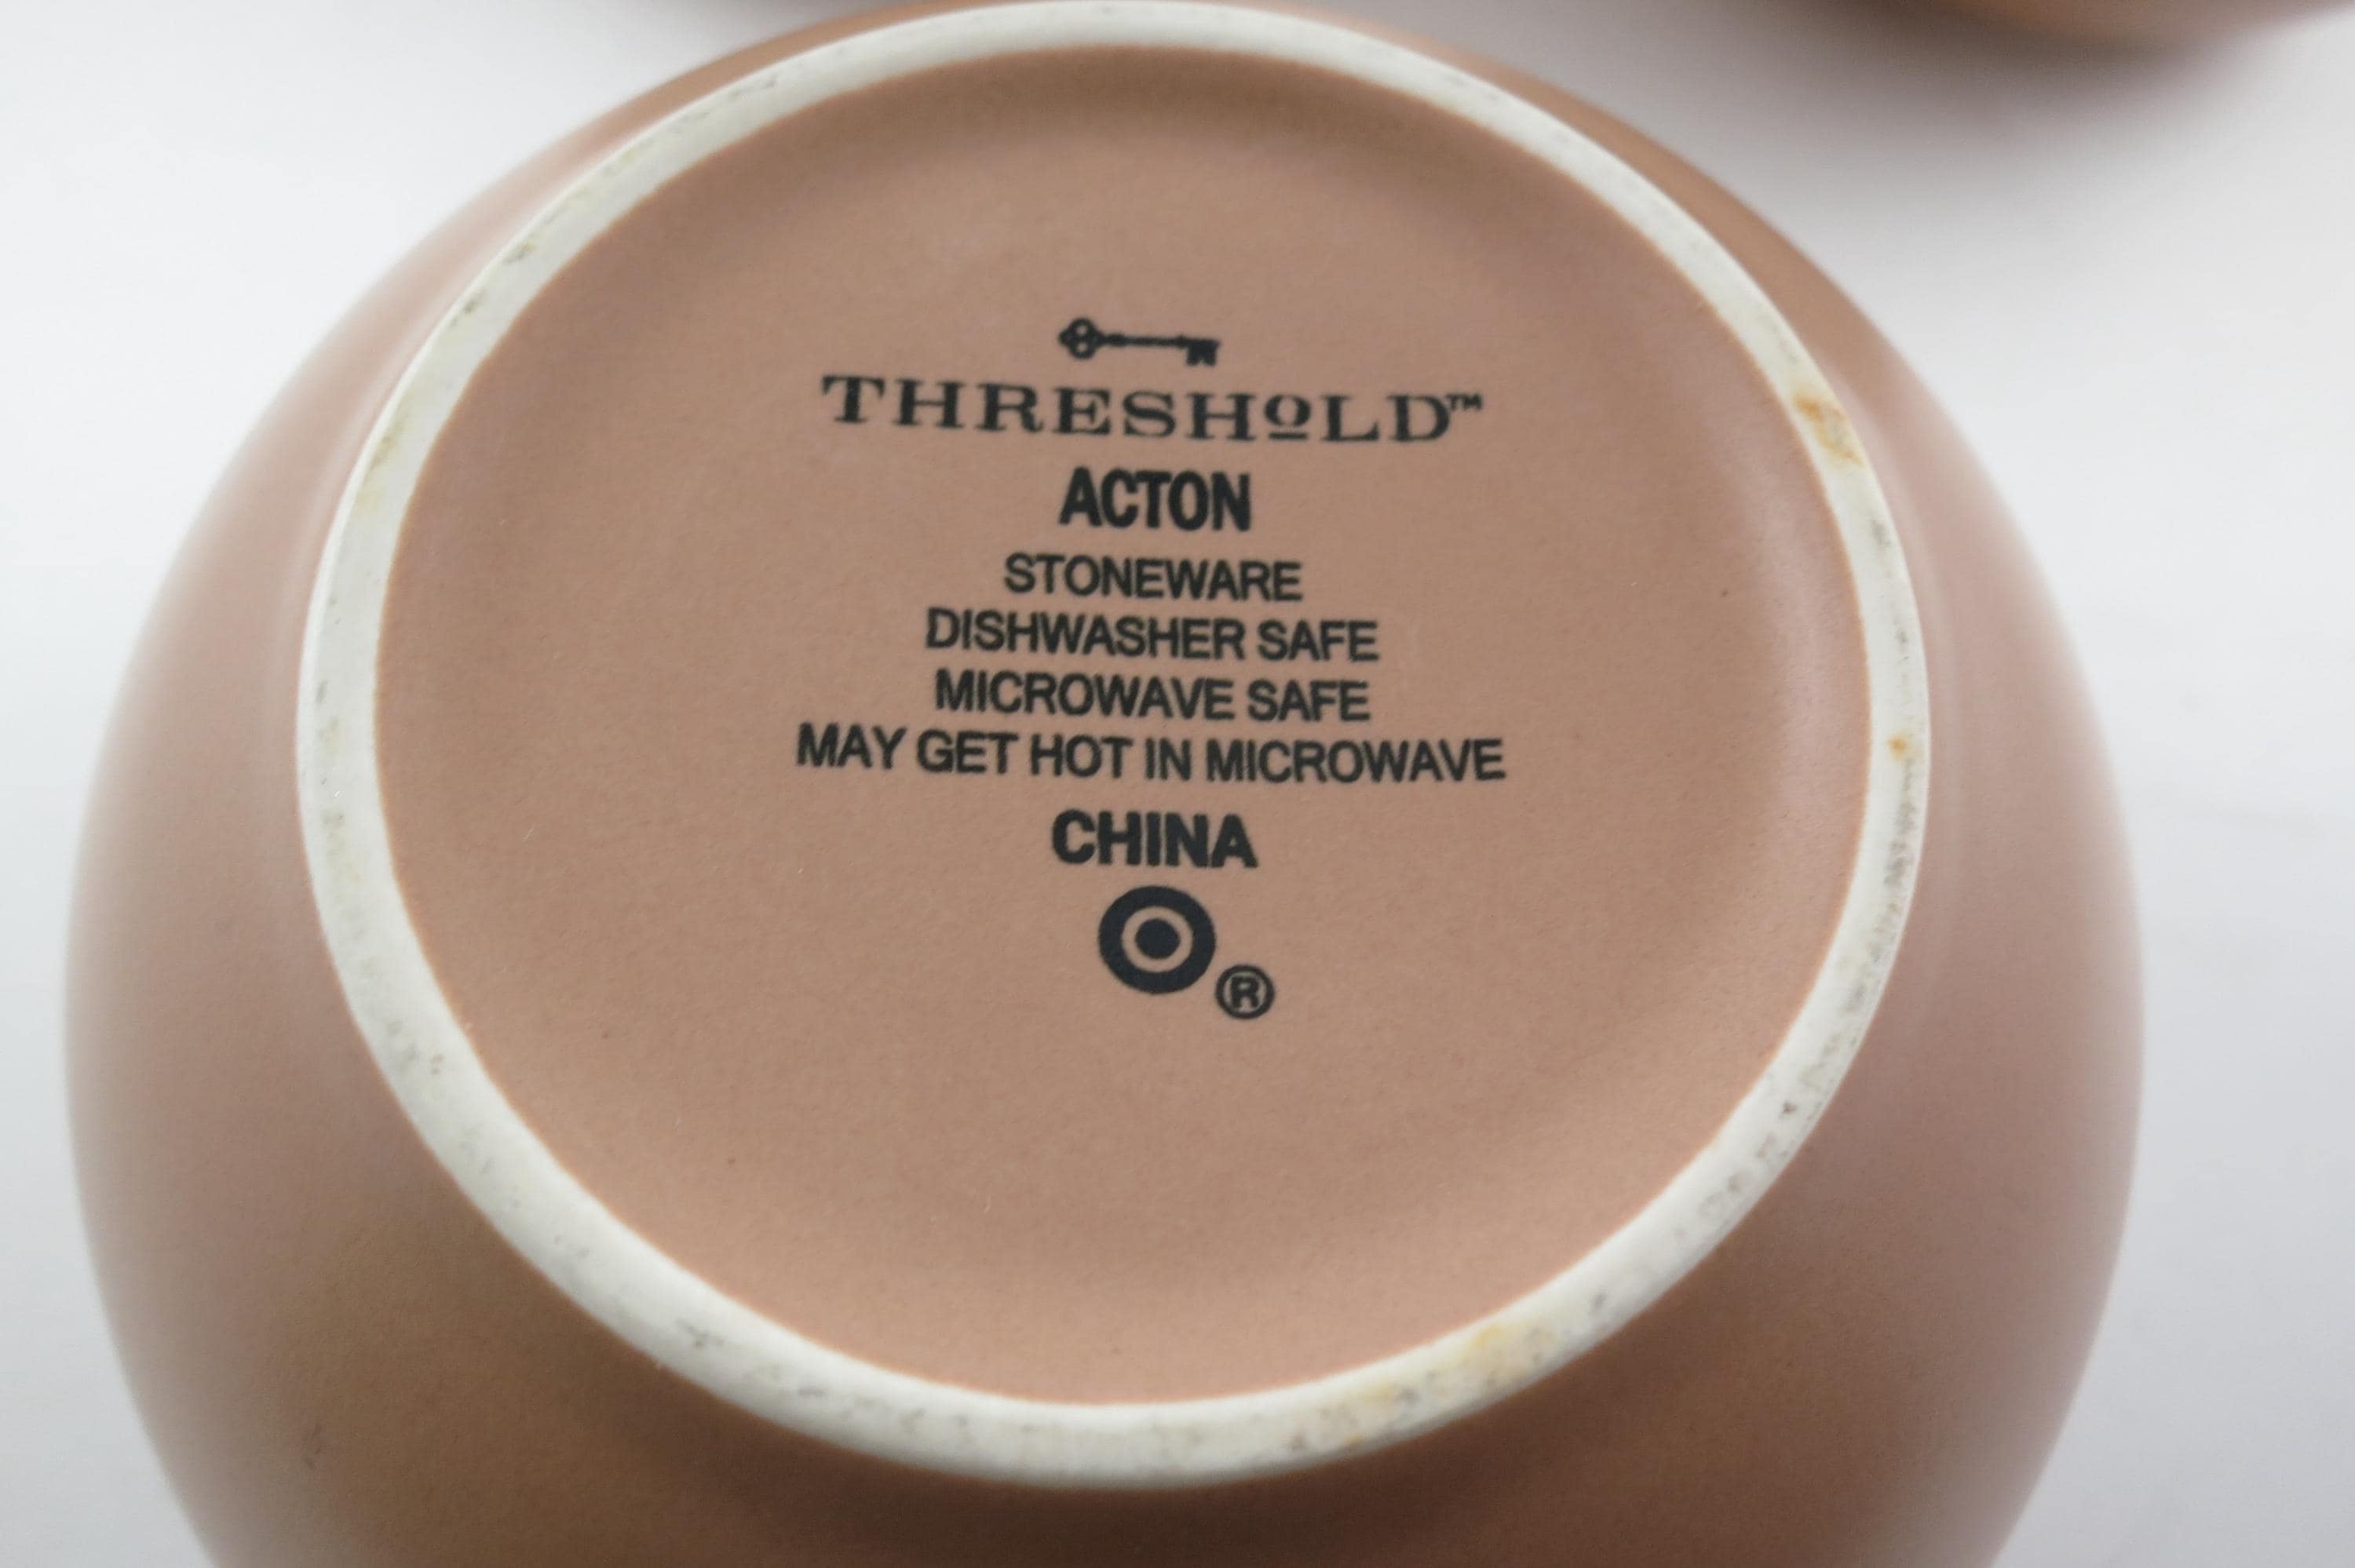 THRESHOLD™
ACTON
STONEWARE
DISHWASHER SAFE
MICROWAVE SAFE
MAY GET HOT IN MICROWAVE
CHINA
®